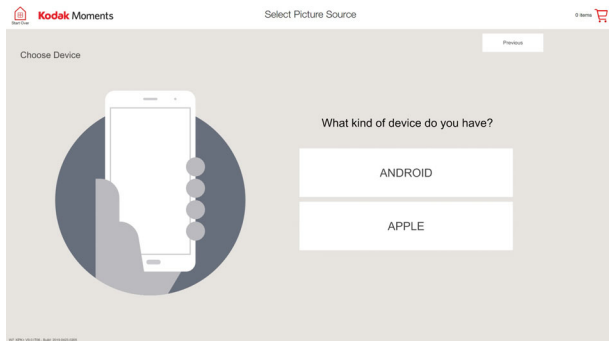 Start Over
Kodak Moments
Select Picture Source
0 items
Previous
Choose Device
What kind of device do you have?
ANDROID
APPLE